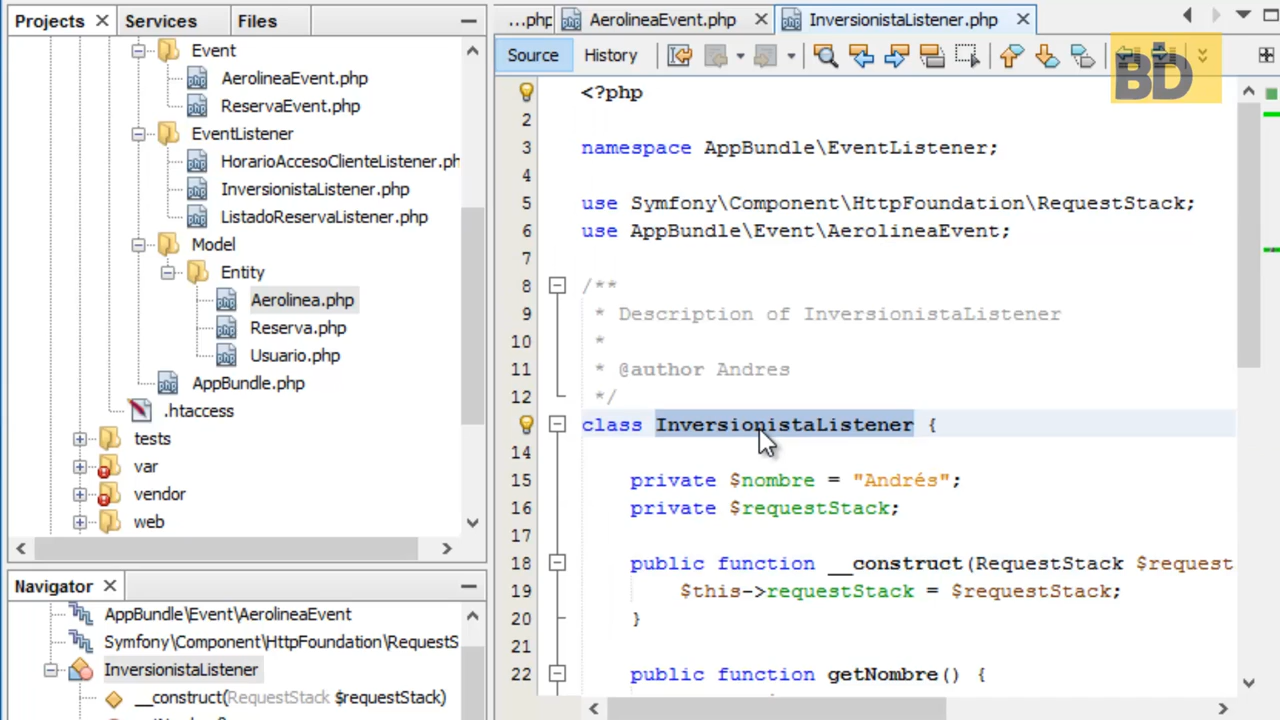 Projects
Services
Files
Event
AerolineaEvent.php
ReservaEvent.php
EventListener
HorarioAccesoClienteListener.ph
InversionistaListener.php
ListadoReservaListener.php
Model
Entity
Aerolinea.php
Reserva.php
Usuario.php
AppBundle.php
.htaccess
tests
var
vendor
web
Navigator
AppBundle\Event\AerolineaEvent
Symfony\Component\HttpFoundation\RequestS
InversionistaListener
__construct(RequestStack $requestStack)
...php
AerolineaEvent.php
InversionistaListener.php
Source
History
BD
<?php
2
3 namespace AppBundle\EventListener;
4
5 use Symfony\Component\HttpFoundation\RequestStack;
6 use AppBundle\Event\AerolineaEvent;
7
8 /**
9 * Description of InversionistaListener
10 *
11 * @author Andres
12 */
class InversionistaListener {
14
15 private $nombre = "Andrés";
16 private $requestStack;
17
18 public function __construct(RequestStack $request
19 $this->requestStack = $requestStack;
20 }
21
22 public function getNombre() {